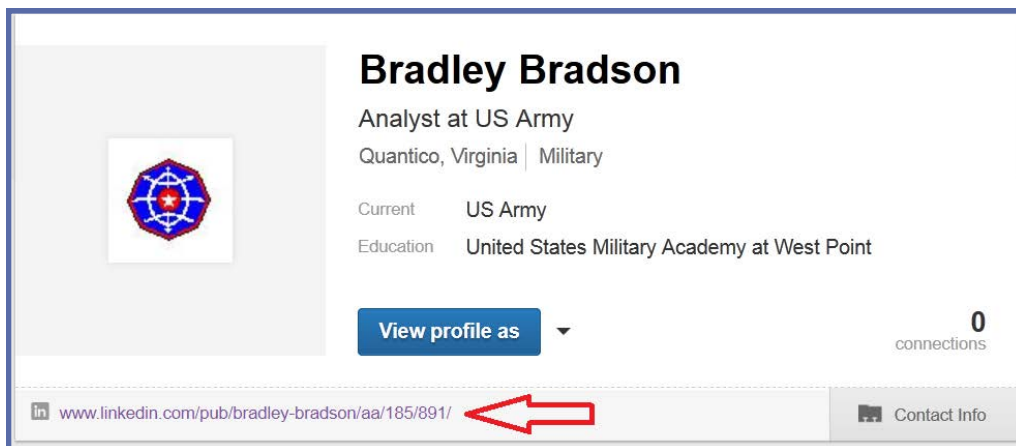 Bradley Bradson
Analyst at US Army
Quantico, Virginia | Military
Current US Army
Education United States Military Academy at West Point
View profile as
0
connections
in www.linkedin.com/pub/bradley-bradson/aa/185/891/
Contact Info